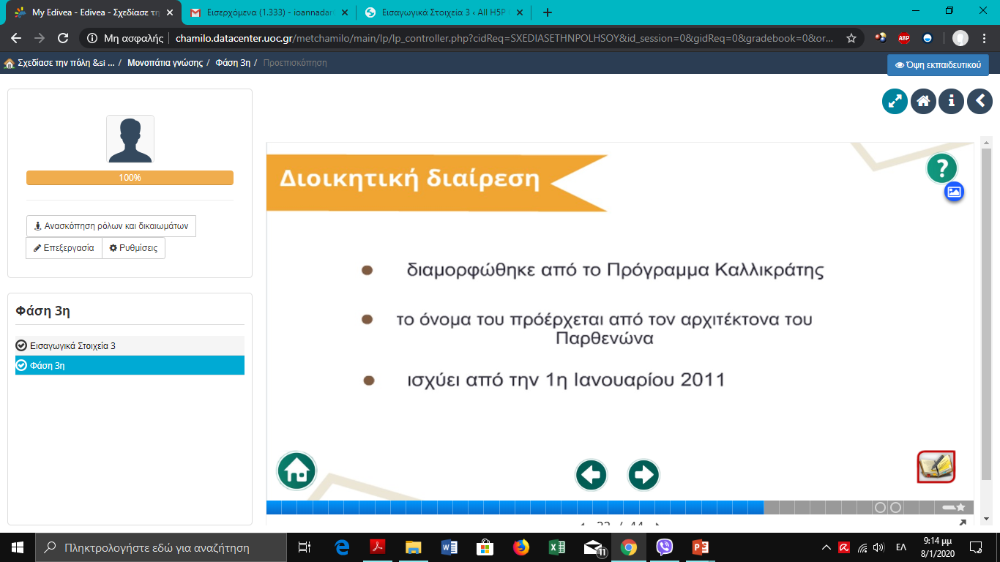 My Edivea - Edivea - Σχεδίασε τη
Εισερχόμενα (1.333) - ioannadar
Εισαγωγικά Στοιχεία 3 ‹ All H5P
Μη ασφαλής
chamilo.datacenter.uoc.gr/metchamilo/main/lp/lp_controller.php?cidReq=SXEDIASETHNPOLHSOY&id_session=0&gidReq=0&gradebook=0&or...
ABP
Σχεδίασε την πόλη &si ... / Μονοπάτια γνώσης / Φάση 3η / Προεπισκόπηση
Όψη εκπαιδευτικού
100%
Ανασκόπηση ρόλων και δικαιωμάτων
Επεξεργασία
Ρυθμίσεις
Φάση 3η
Εισαγωγικά Στοιχεία 3
Φάση 3η
Διοικητική διαίρεση
?
διαμορφώθηκε από το Πρόγραμμα Καλλικράτης
το όνομα του πρόέρχεται από τον αρχιτέκτονα του
Παρθενώνα
ισχύει από την 1η Ιανουαρίου 2011
32 / 44
Πληκτρολογήστε εδώ για αναζήτηση
11
ΕΛ
9:14 μμ
8/1/2020